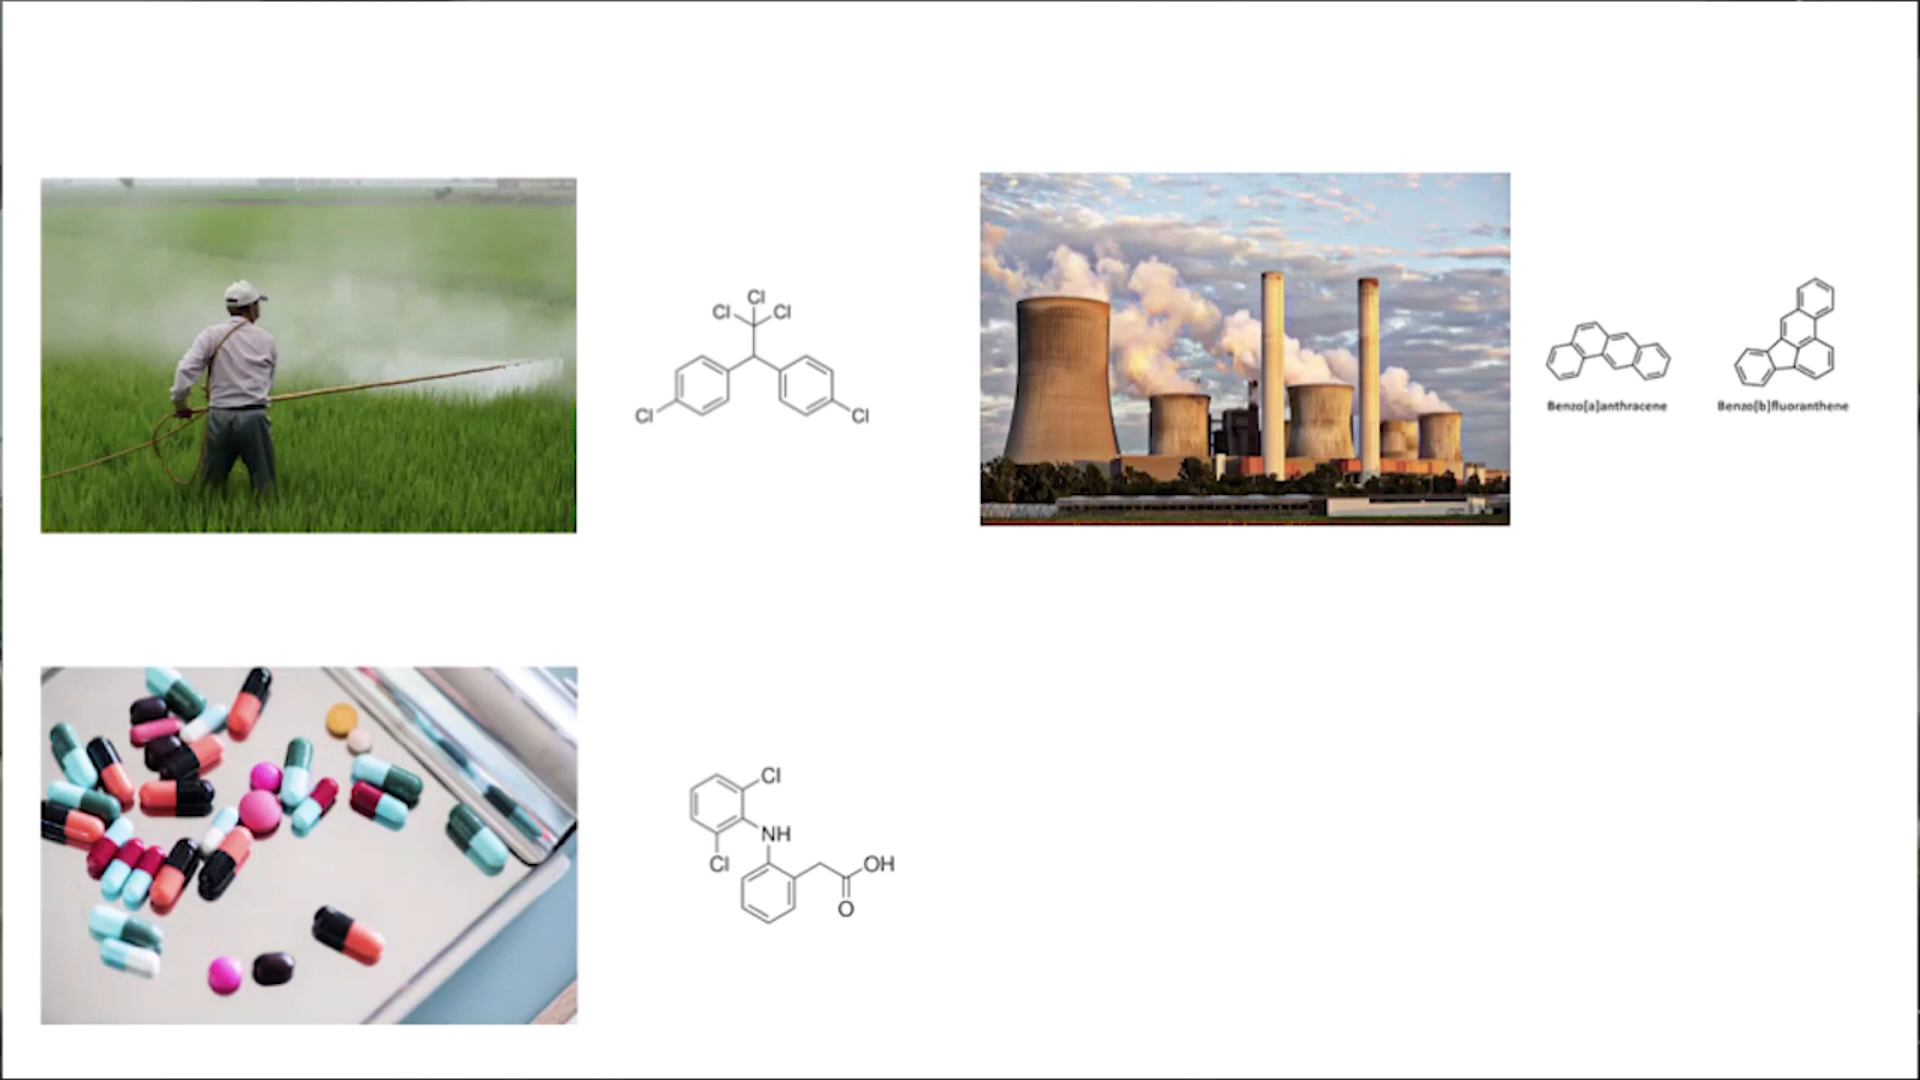 Cl
Cl Cl
Cl Cl
Benzo[a]anthracene Benzo[b]fluoranthene
Cl
NH
Cl OH
O